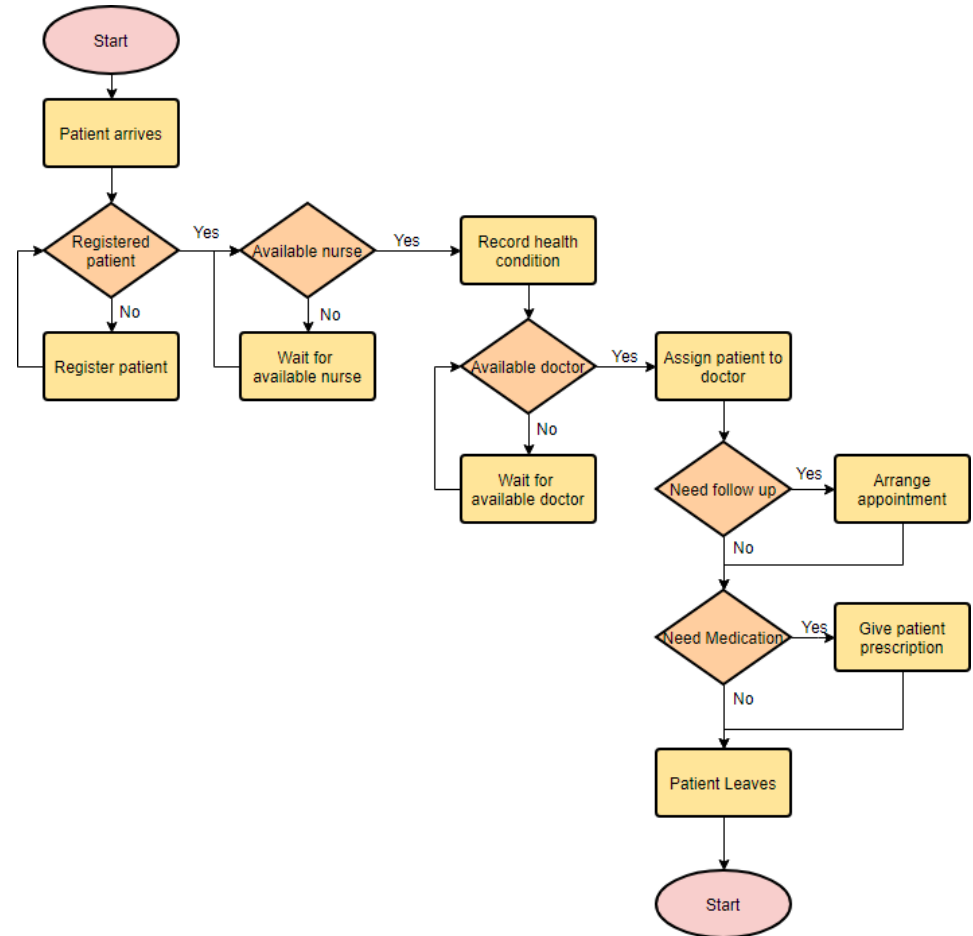 Start
Patient arrives
Registered
patient
Yes
No
Register patient
Available nurse
Yes
No
Wait for
available nurse
Record health
condition
Available doctor
Yes
No
Wait for
available doctor
Assign patient to
doctor
Need follow up
Yes
Arrange
appointment
No
Need Medication
Yes
Give patient
prescription
No
Patient Leaves
Start